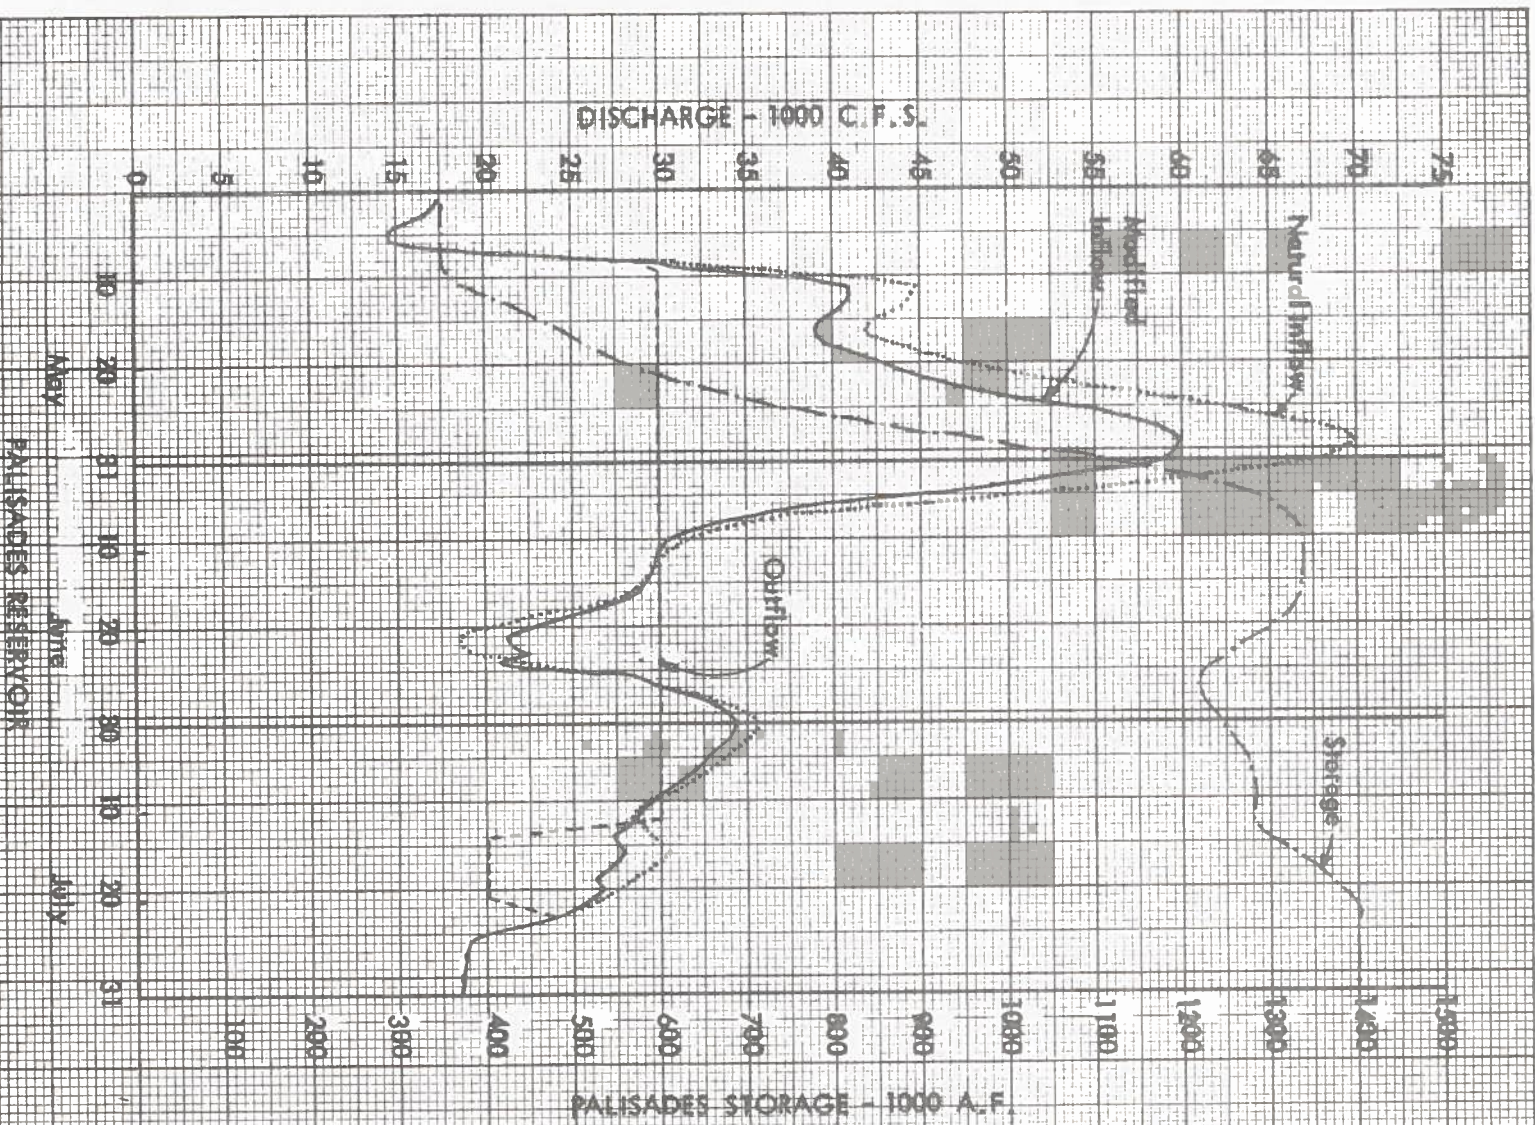 DISCHARGE - 1000 C.F.S.
0 5 10 15 20 25 30 35 40 45 50 55 60 65 70 75
Natural Inflow
Modified
Inflow
Outflow
Storage
10 20 31 10 20 30 10 20 31
May June July
PALISADES RESERVOIR
100 200 300 400 500 600 700 800 900 1000 1100 1200 1300 1400 1500
PALISADES STORAGE - 1000 A.F.